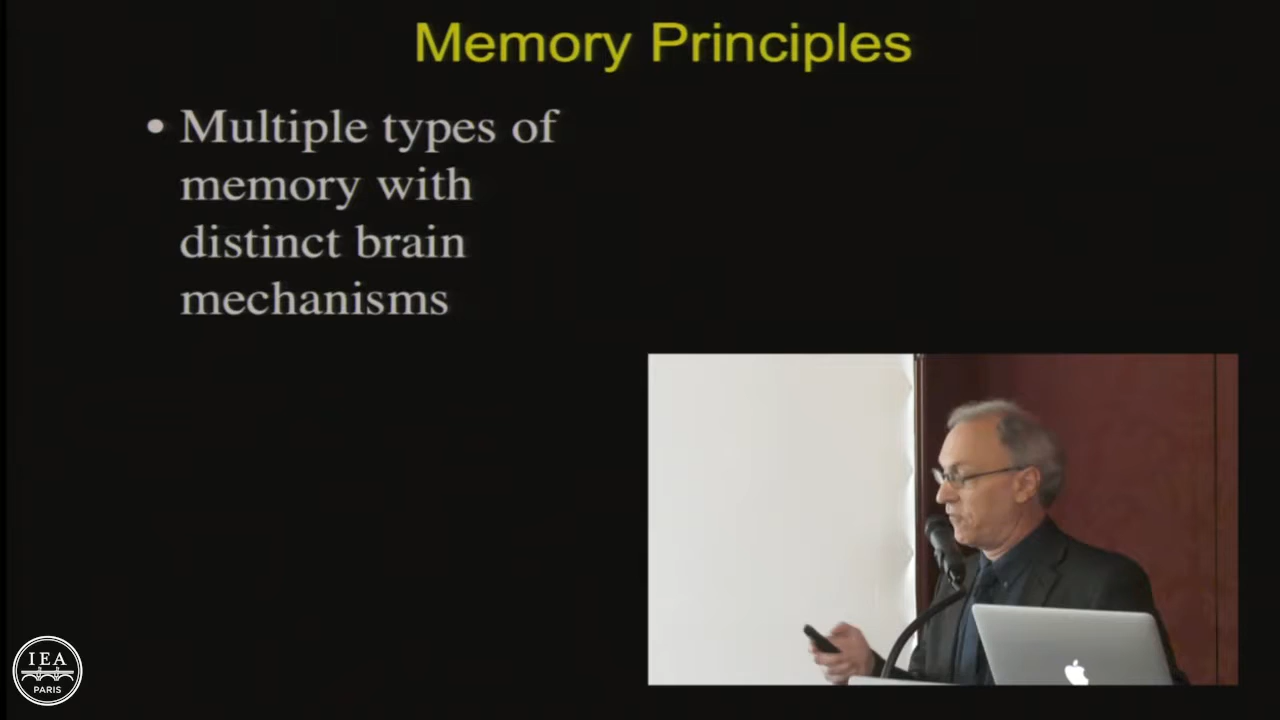 Memory Principles
• Multiple types of
memory with
distinct brain
mechanisms
IEA
PARIS